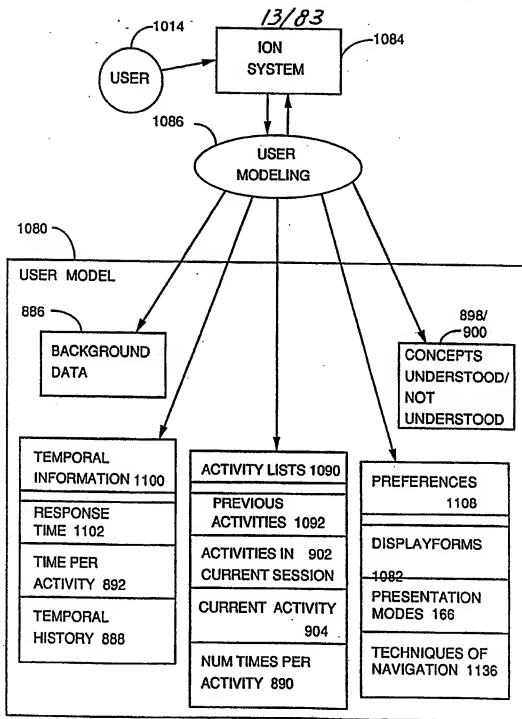 13/83
1014
USER
ION
SYSTEM
1084
1086
USER
MODELING
1080
USER MODEL
886
BACKGROUND
DATA
898/
900
CONCEPTS
UNDERSTOOD/
NOT
UNDERSTOOD
TEMPORAL
INFORMATION 1100
RESPONSE
TIME 1102
TIME PER
ACTIVITY 892
TEMPORAL
HISTORY 888
ACTIVITY LISTS 1090
PREVIOUS
ACTIVITIES 1092
ACTIVITIES IN 902
CURRENT SESSION
CURRENT ACTIVITY
904
NUM TIMES PER
ACTIVITY 890
PREFERENCES
1108
DISPLAYFORMS
1082
PRESENTATION
MODES 166
TECHNIQUES OF
NAVIGATION 1136